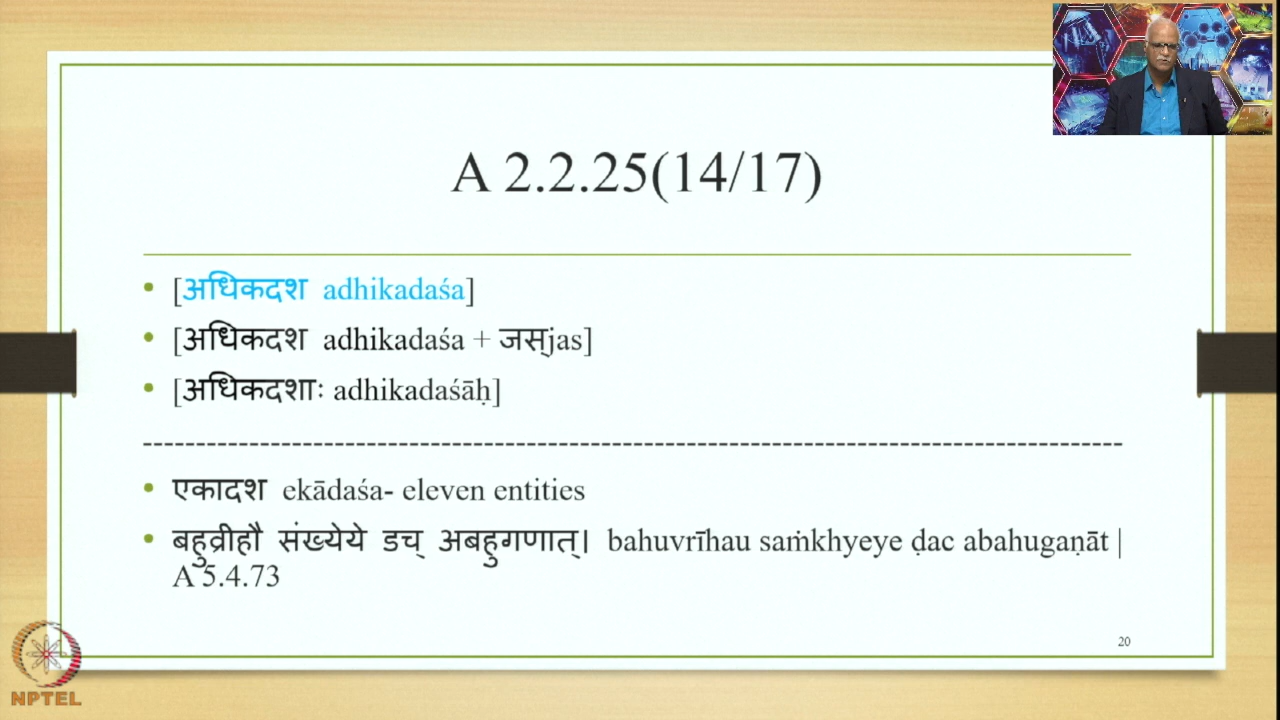 A 2.2.25(14/17)
• [अधिकदश adhikadaśa]
• [अधिकदश adhikadaśa + जस्jas]
• [अधिकदशाः adhikadaśāḥ]
---------------------------------------------------------------------------------------------
• एकादश ekādaśa- eleven entities
• बहुव्रीहौ संख्येये डच् अबहुगणात्। bahuvrīhau saṁkhyeye ḍac abahugaṇāt |
A 5.4.73
20
NPTEL